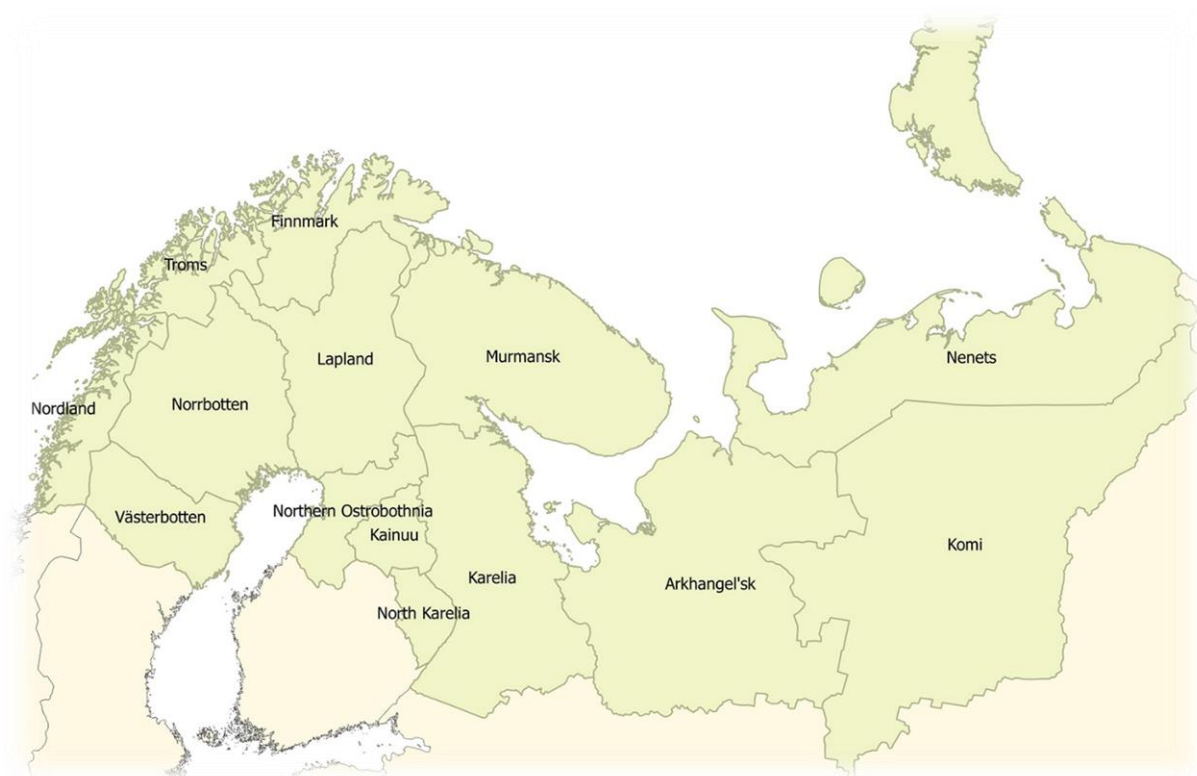 Finnmark
Troms
Lapland
Murmansk
Nenets
Nordland
Norrbotten
Västerbotten
Northern Ostrobothnia
Kainuu
Komi
Karelia
Arkhangel'sk
North Karelia